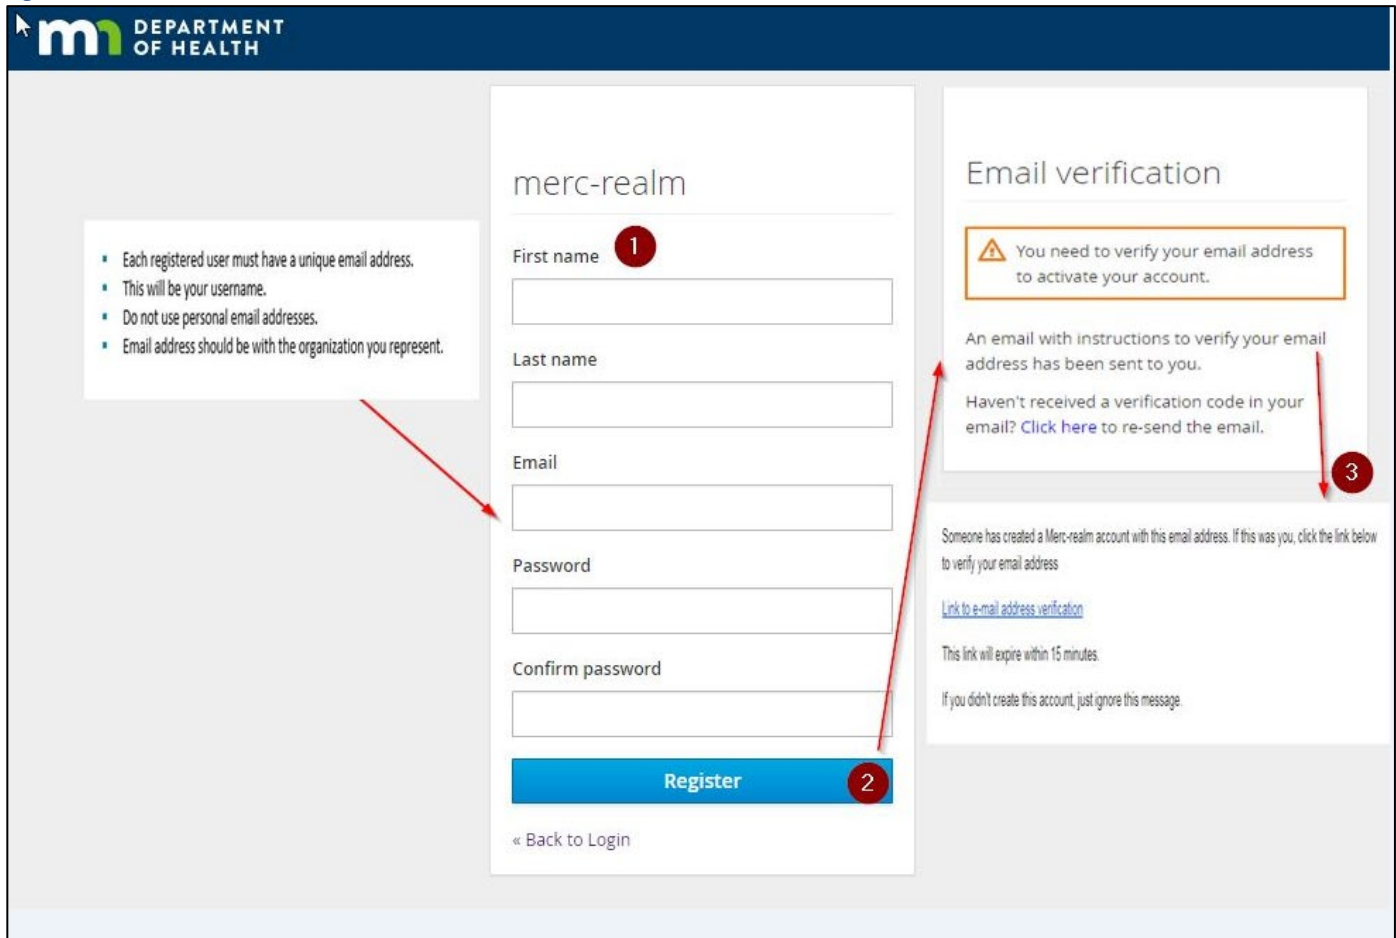 mn DEPARTMENT
OF HEALTH
Each registered user must have a unique email address.
This will be your username.
Do not use personal email addresses.
Email address should be with the organization you represent.
merc-realm
1
First name
Last name
Email
Password
Confirm password
Register
2
« Back to Login
Email verification
You need to verify your email address
to activate your account.
An email with instructions to verify your email
address has been sent to you.
Haven't received a verification code in your
email? Click here to re-send the email.
3
Someone has created a Merc-realm account with this email address. If this was you, click the link below
to verify your email address
Link to e-mail address verification
This link will expire within 15 minutes.
If you didn't create this account, just ignore this message.